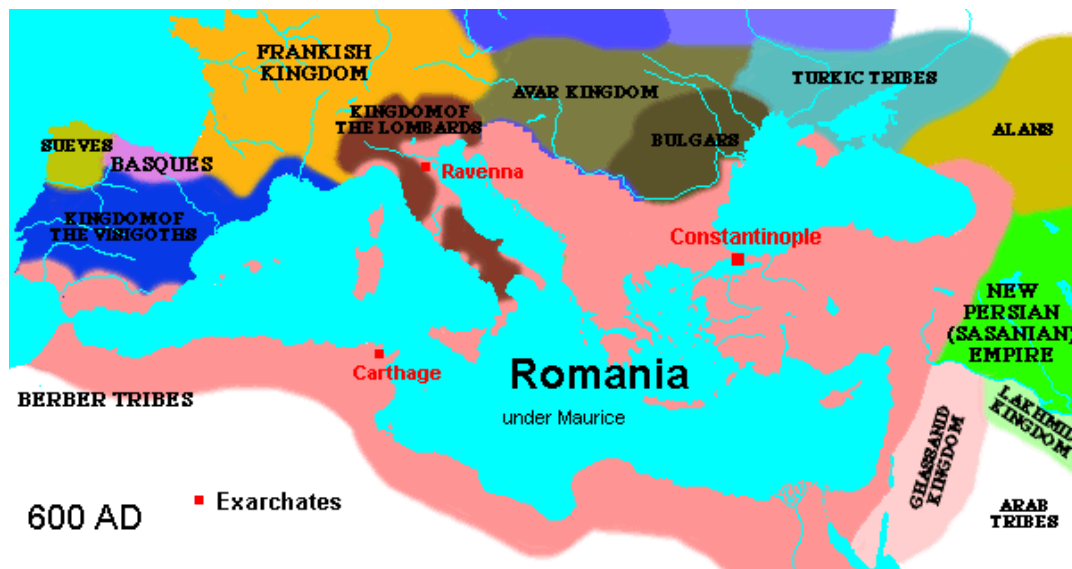 FRANKISH
KINGDOM
TURKIC TRIBES
AVAR KINGDOM
KINGDOM OF
THE LOMBARDS
ALANS
BULGARS
SUEVES
BASQUES
Ravenna
KINGDOM OF
THE VISIGOTHS
Constantinople
NEW
PERSIAN
(SASANIAN)
EMPIRE
Carthage
Romania
under Maurice
BERBER TRIBES
LAKHMID
KINGDOM
GHASSANID
KINGDOM
Exarchates
600 AD
ARAB
TRIBES